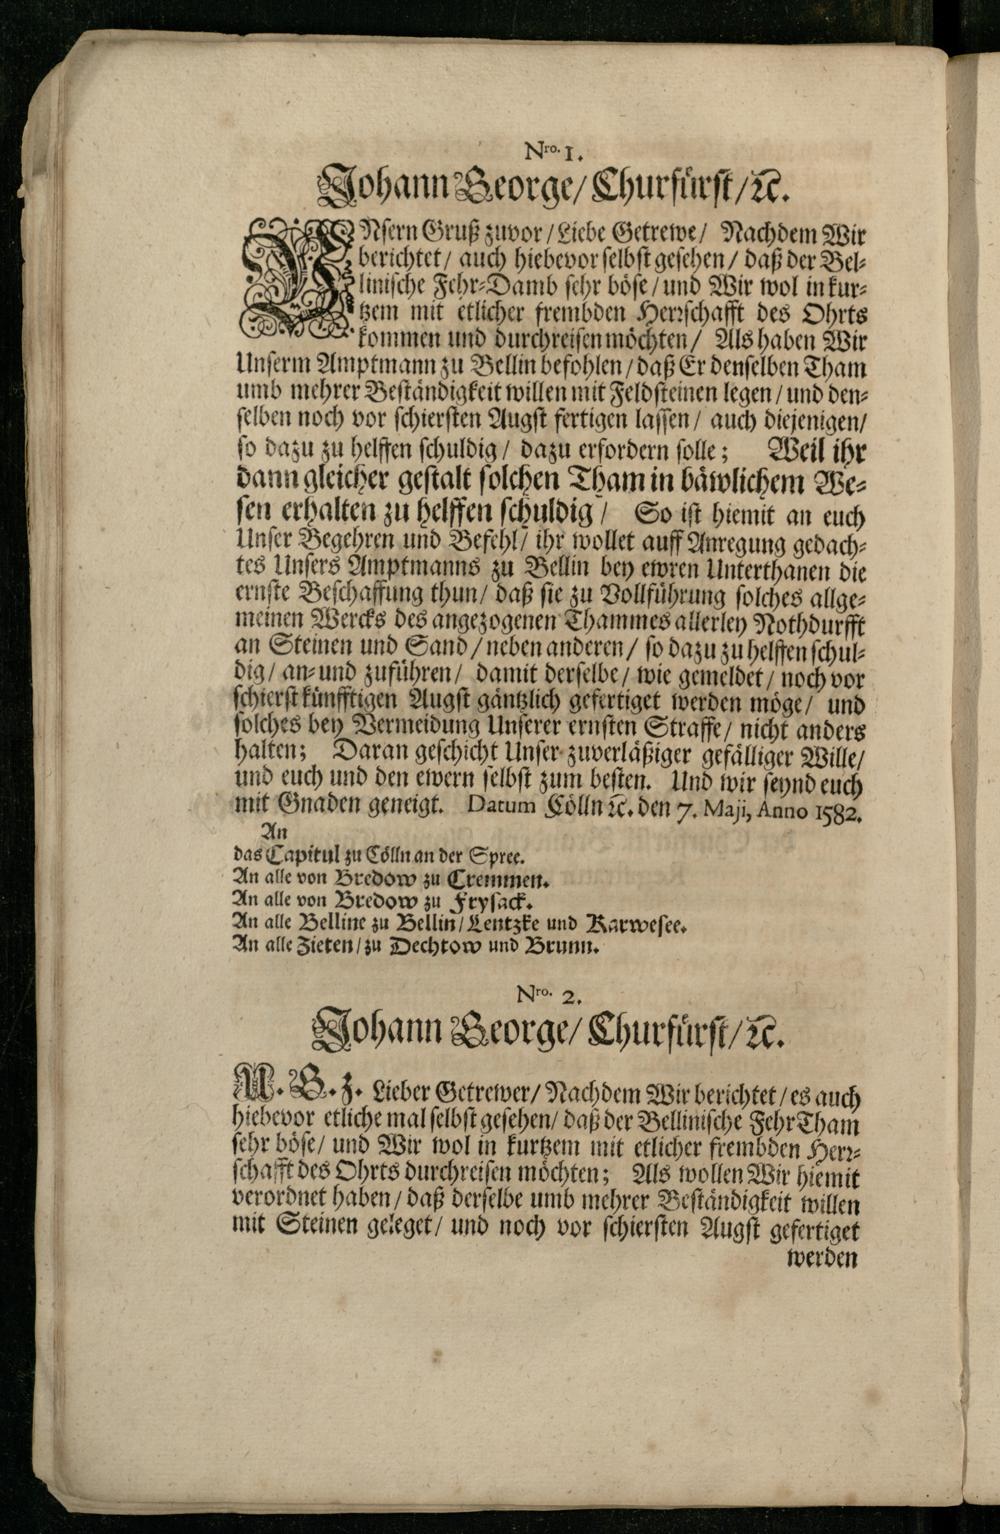 Nro. 1.
Johann George/ Churfürst/ ꝛc.
UNsern Gruß zuvor / Liebe Getrewe / Nachdem Wir
berichtet / auch hiebevor selbst gesehen / daß der Bel-
linische Fehr-Damb sehr böse / und Wir wol in kur-
tzem mit etlicher frembden Herrschafft des Ohrts
kommen und durchreisen möchten / Als haben Wir
Unserm Amptmann zu Bellin befohlen / daß Er denselben Tham
umb mehrer Beständigkeit willen mit Feldsteinen legen / und den-
selben noch vor schiersten Augst fertigen lassen / auch diejenigen /
so dazu zu helffen schuldig / dazu erfordern solle ; Weil ihr
dann gleicher gestalt solchen Tham in bäwlichem We-
sen erhalten zu helffen schuldig / So ist hiemit an euch
Unser Begehren und Befehl / ihr wollet auff Anregung gedach-
tes Unsers Amptmanns zu Bellin bey ewren Unterthanen die
ernste Beschaffung thun / daß sie zu Vollführung solches allge-
meinen Wercks des angezogenen Thammes allerley Nothdurfft
an Steinen und Sand / neben anderen / so dazu zu helffen schul-
dig / an- und zuführen / damit derselbe / wie gemeldet / noch vor
schierst künfftigen Augst gäntzlich gefertiget werden möge / und
solches bey Vermeidung Unserer ernsten Straffe / nicht anders
halten ; Daran geschicht Unser zuverläßiger gefälliger Wille /
und euch und den ewern selbst zum besten. Und wir seynd euch
mit Gnaden geneigt. Datum Cölln ꝛc. den 7. Maji, Anno 1582.
An
das Capitul zu Cölln an der Spree.
An alle von Bredow zu Cremmen.
An alle von Bredow zu Frysack.
An alle Belline zu Bellin / Lentzke und Karwesee.
An alle Zieten / zu Dechtow und Brunn.
Nro. 2.
Johann George/ Churfürst/ ꝛc.
U. G. Z. Lieber Getrewer / Nachdem Wir berichtet / es auch
hiebevor etliche mal selbst gesehen / daß der Bellinische Fehr Tham
sehr böse / und Wir wol in kurtzem mit etlicher frembden Herr-
schafft des Ohrts durchreisen möchten ; Als wollen Wir hiemit
verordnet haben / daß derselbe umb mehrer Beständigkeit willen
mit Steinen geleget / und noch vor schiersten Augst gefertiget
werden